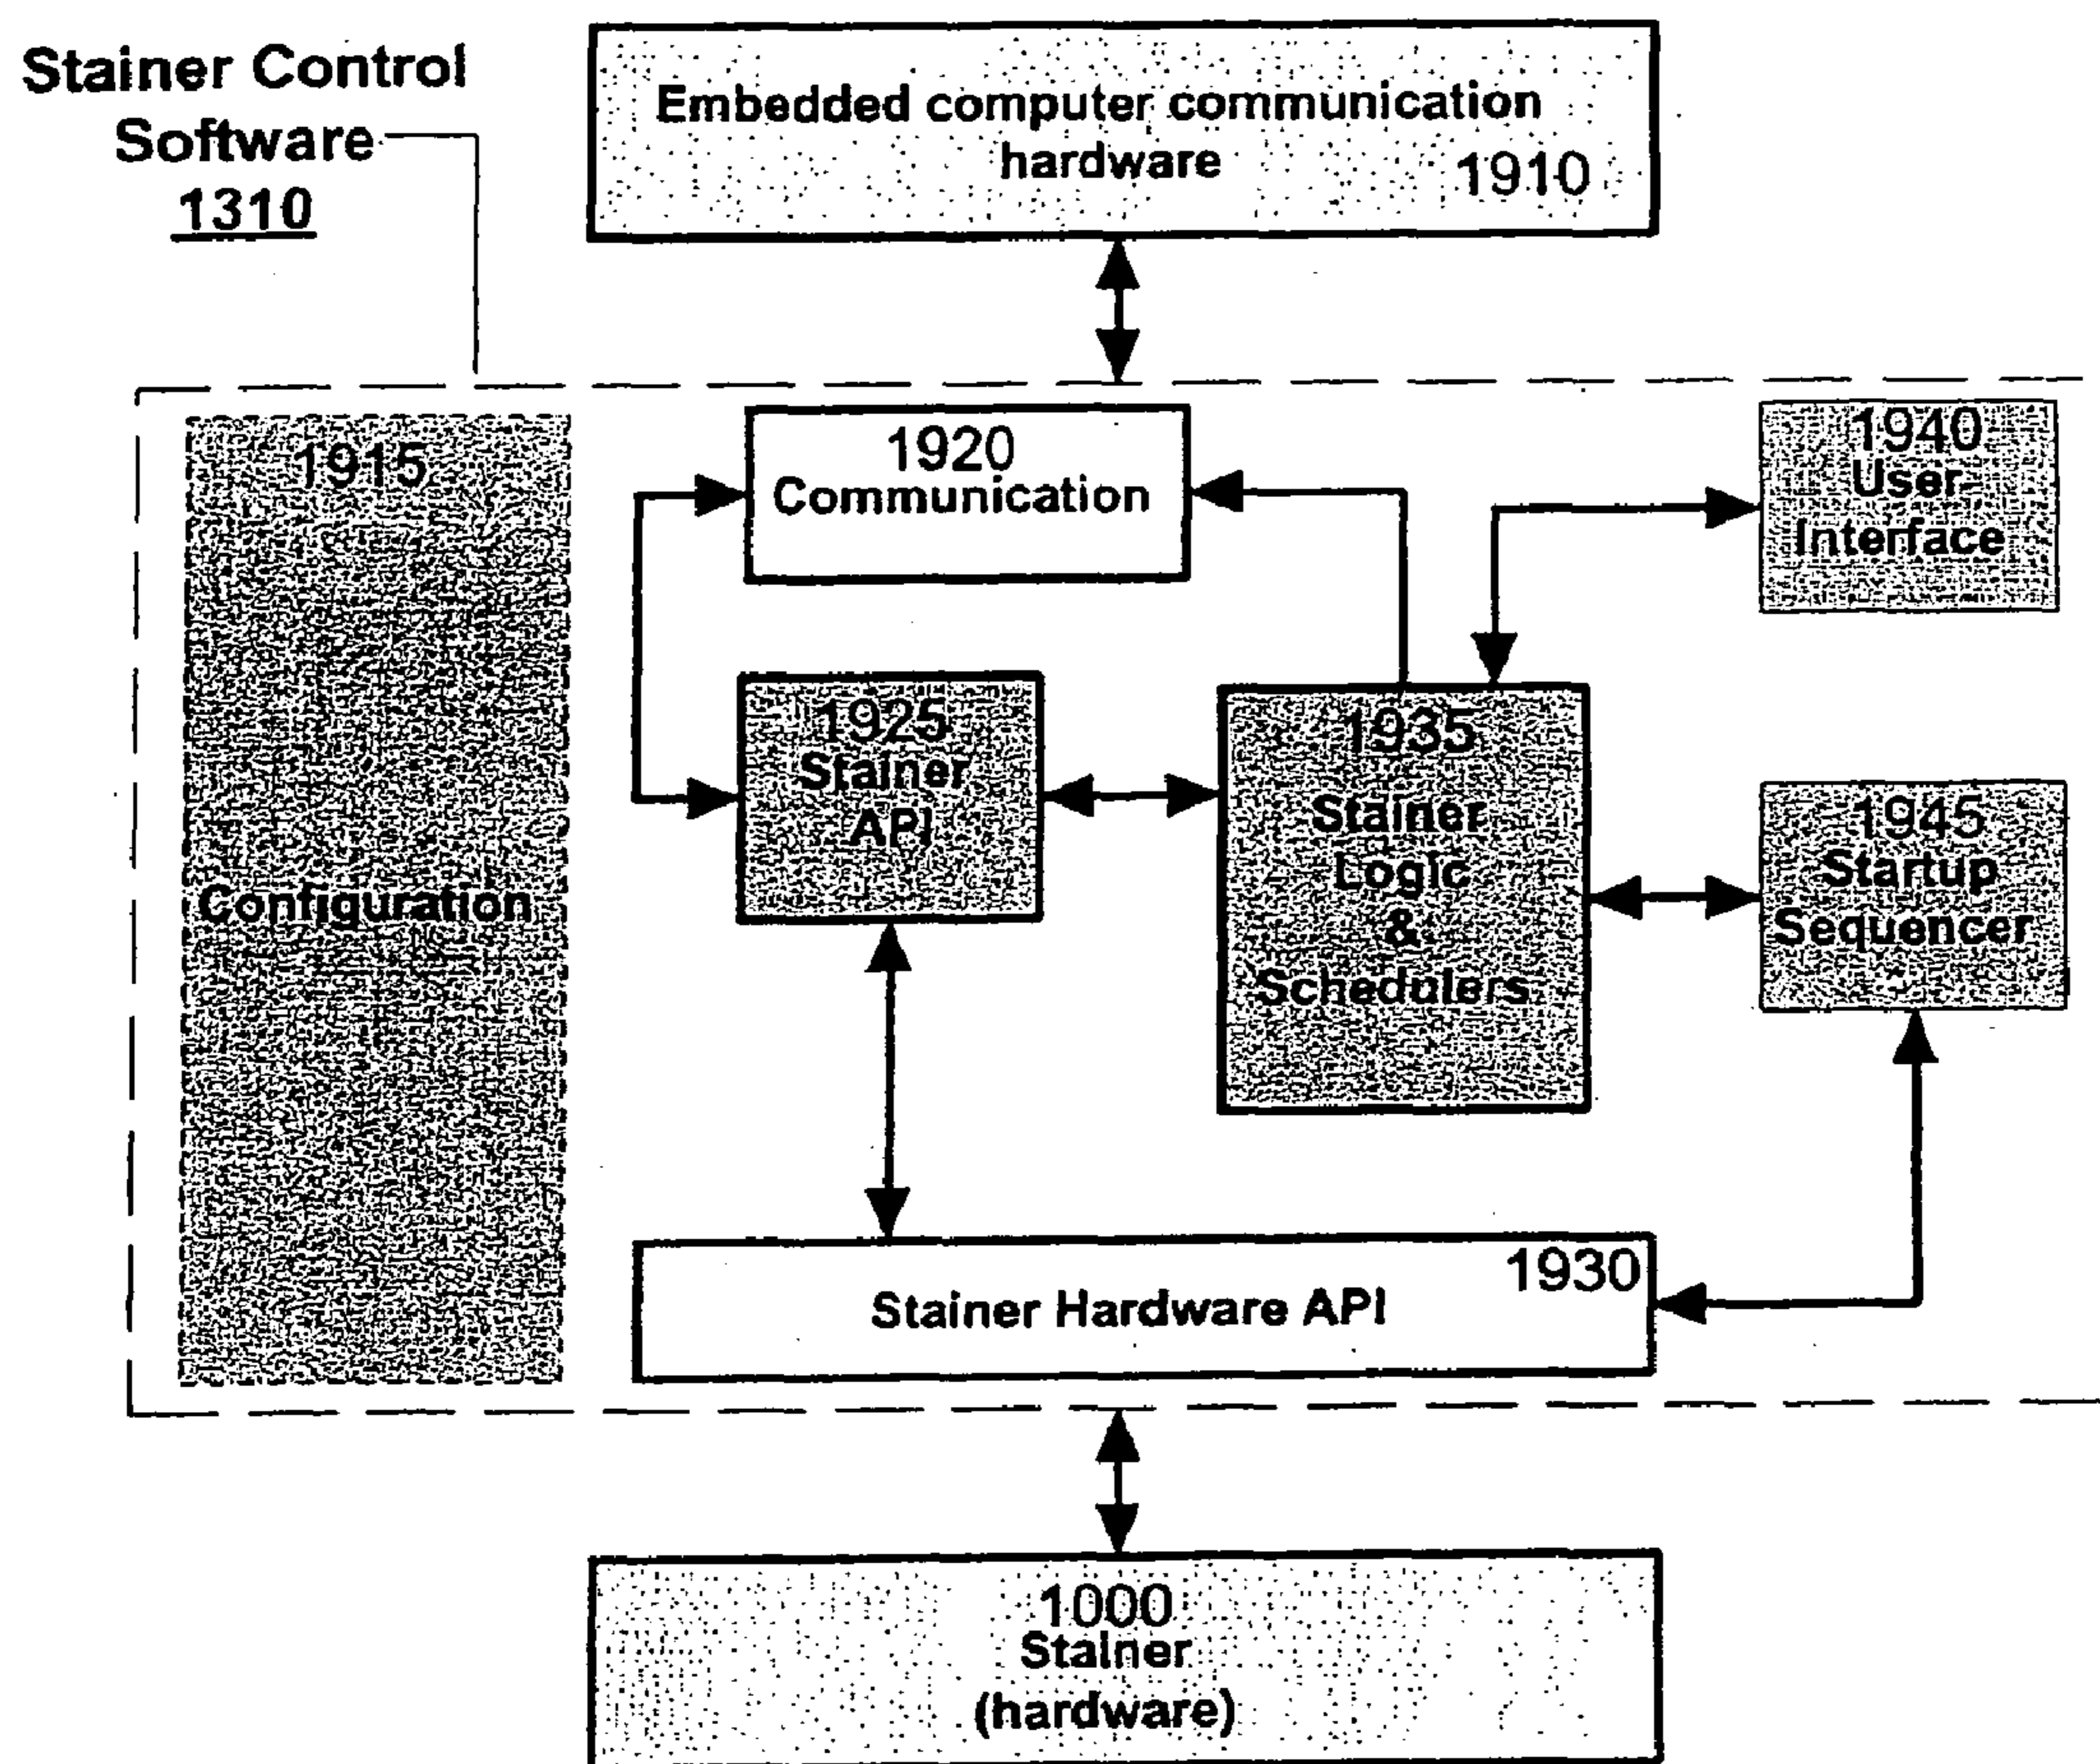 Stainer Control
Software
1310
Embedded computer communication
hardware
1910
1915
Configuration
1920
Communication
1940
User-
Interface
1925
Stainer
API
1935
Stainer
Logic
&
Schedulers
1945
Startup
Sequencer
1930
Stainer Hardware API
1000
Stainer
(hardware)